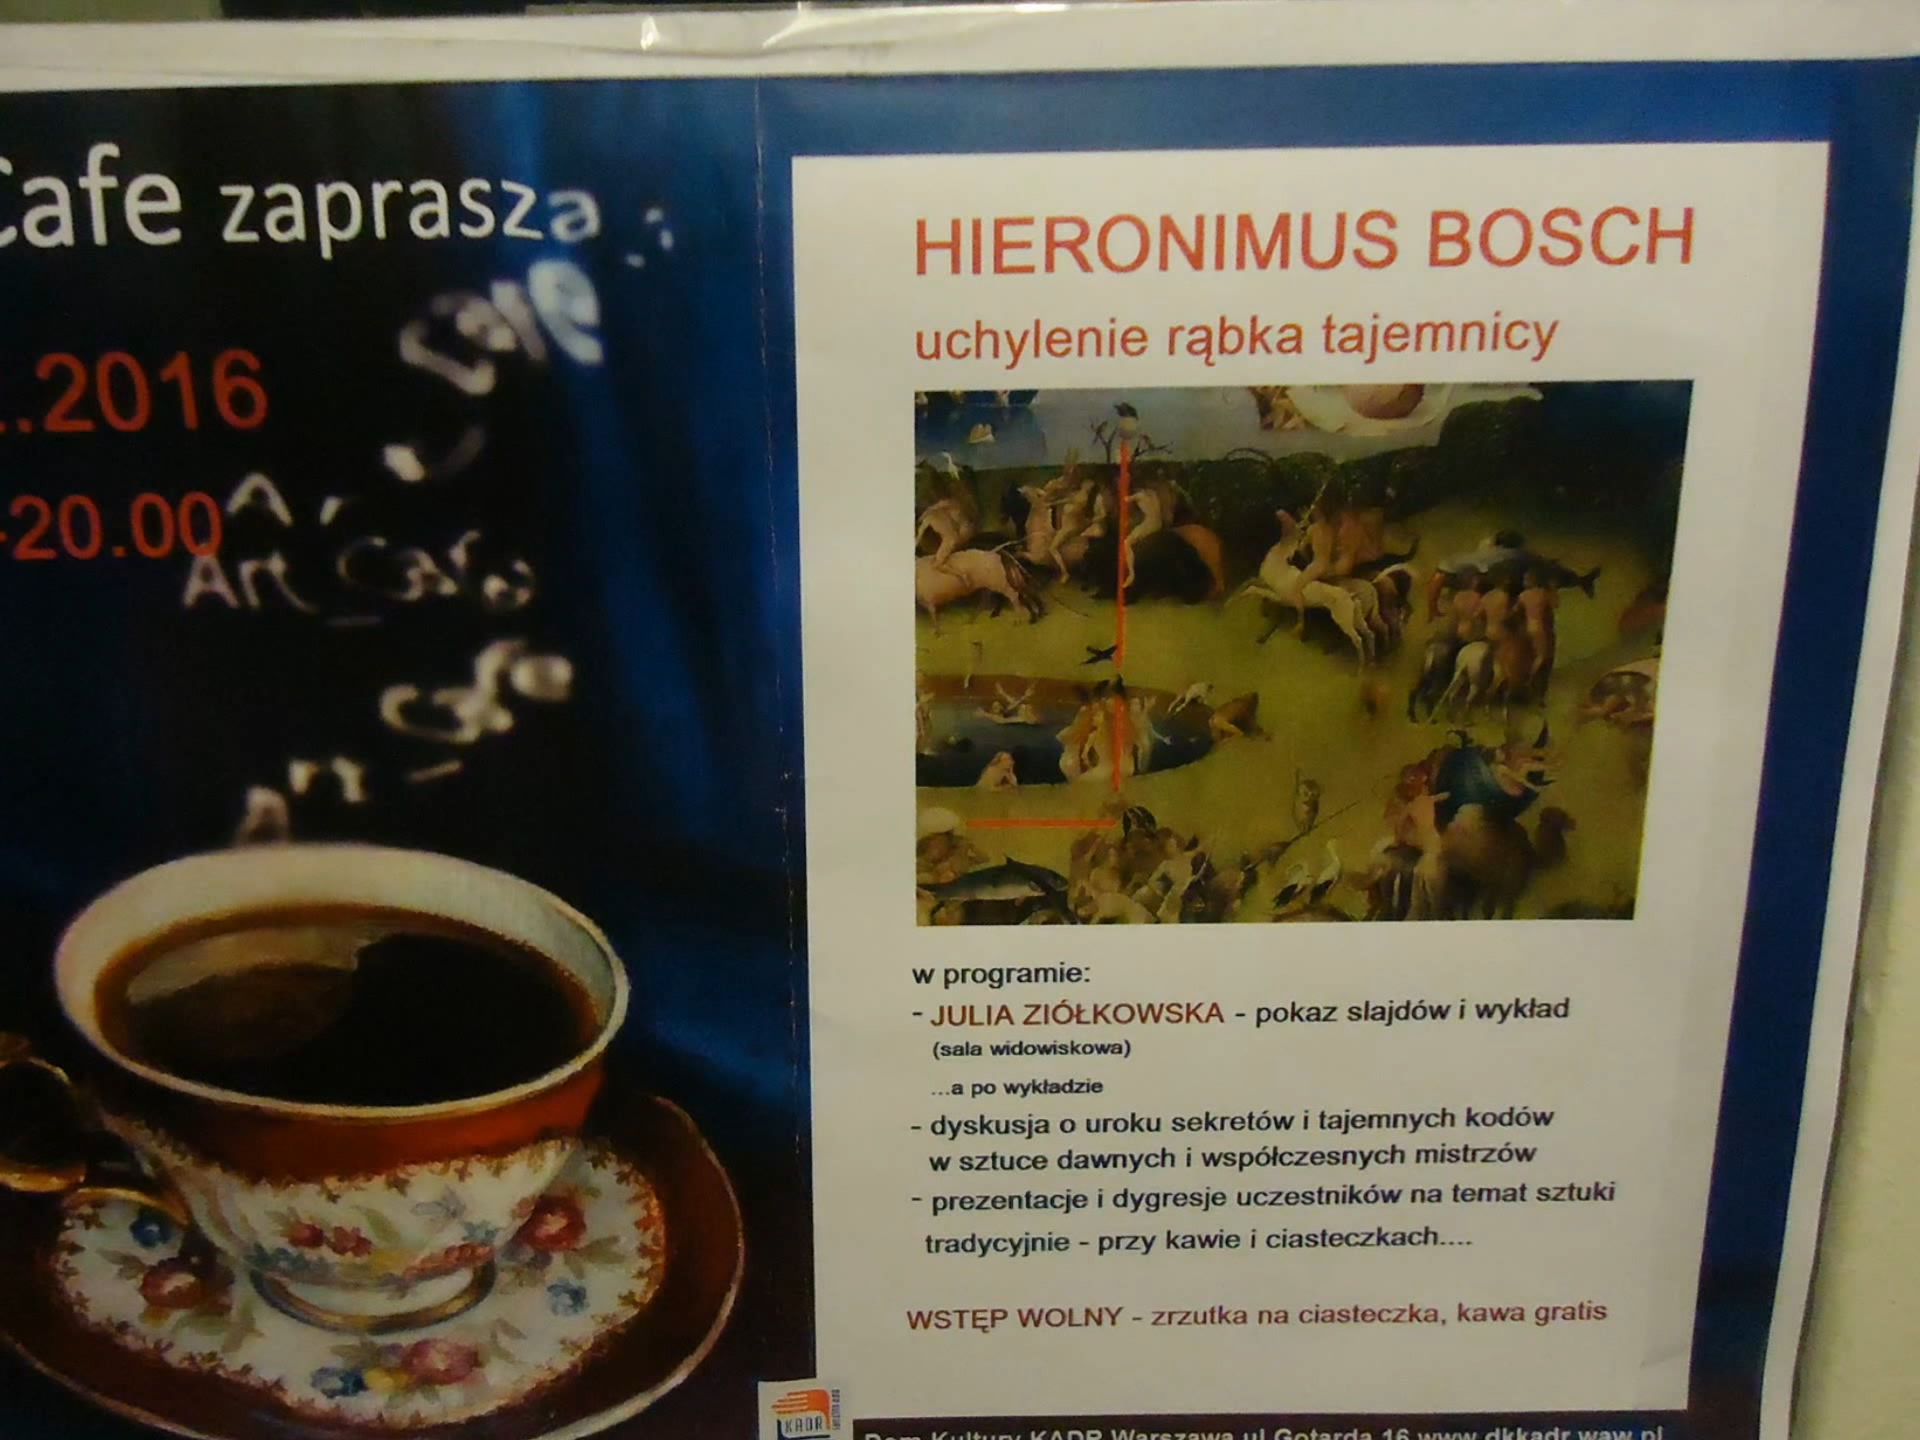 Cafe zaprasza
.2016
-20.00
Cafe
Art Cafe
Art cafe
HIERONIMUS BOSCH
uchylenie rąbka tajemnicy
w programie:
- JULIA ZIÓŁKOWSKA - pokaz slajdów i wykład
(sala widowiskowa)
...a po wykładzie
- dyskusja o uroku sekretów i tajemnych kodów
w sztuce dawnych i współczesnych mistrzów
- prezentacje i dygresje uczestników na temat sztuki
tradycyjnie - przy kawie i ciasteczkach....
WSTĘP WOLNY - zrzutka na ciasteczka, kawa gratis
KADR
Dom Kultury KADR Warszawa ul Gotarda 16 www.dkkadr.waw.pl